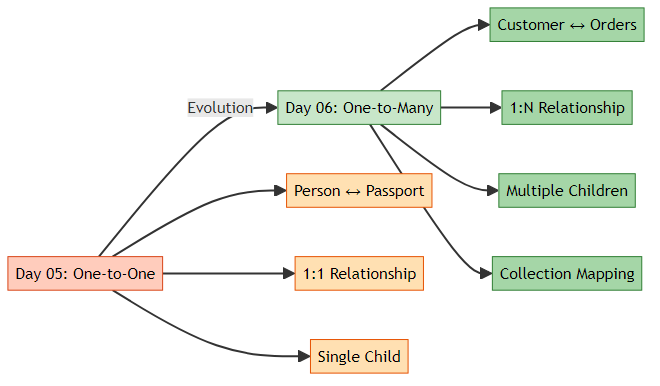 Customer ↔ Orders
Evolution
Day 06: One-to-Many
1:N Relationship
Person ↔ Passport
Multiple Children
Day 05: One-to-One
1:1 Relationship
Collection Mapping
Single Child